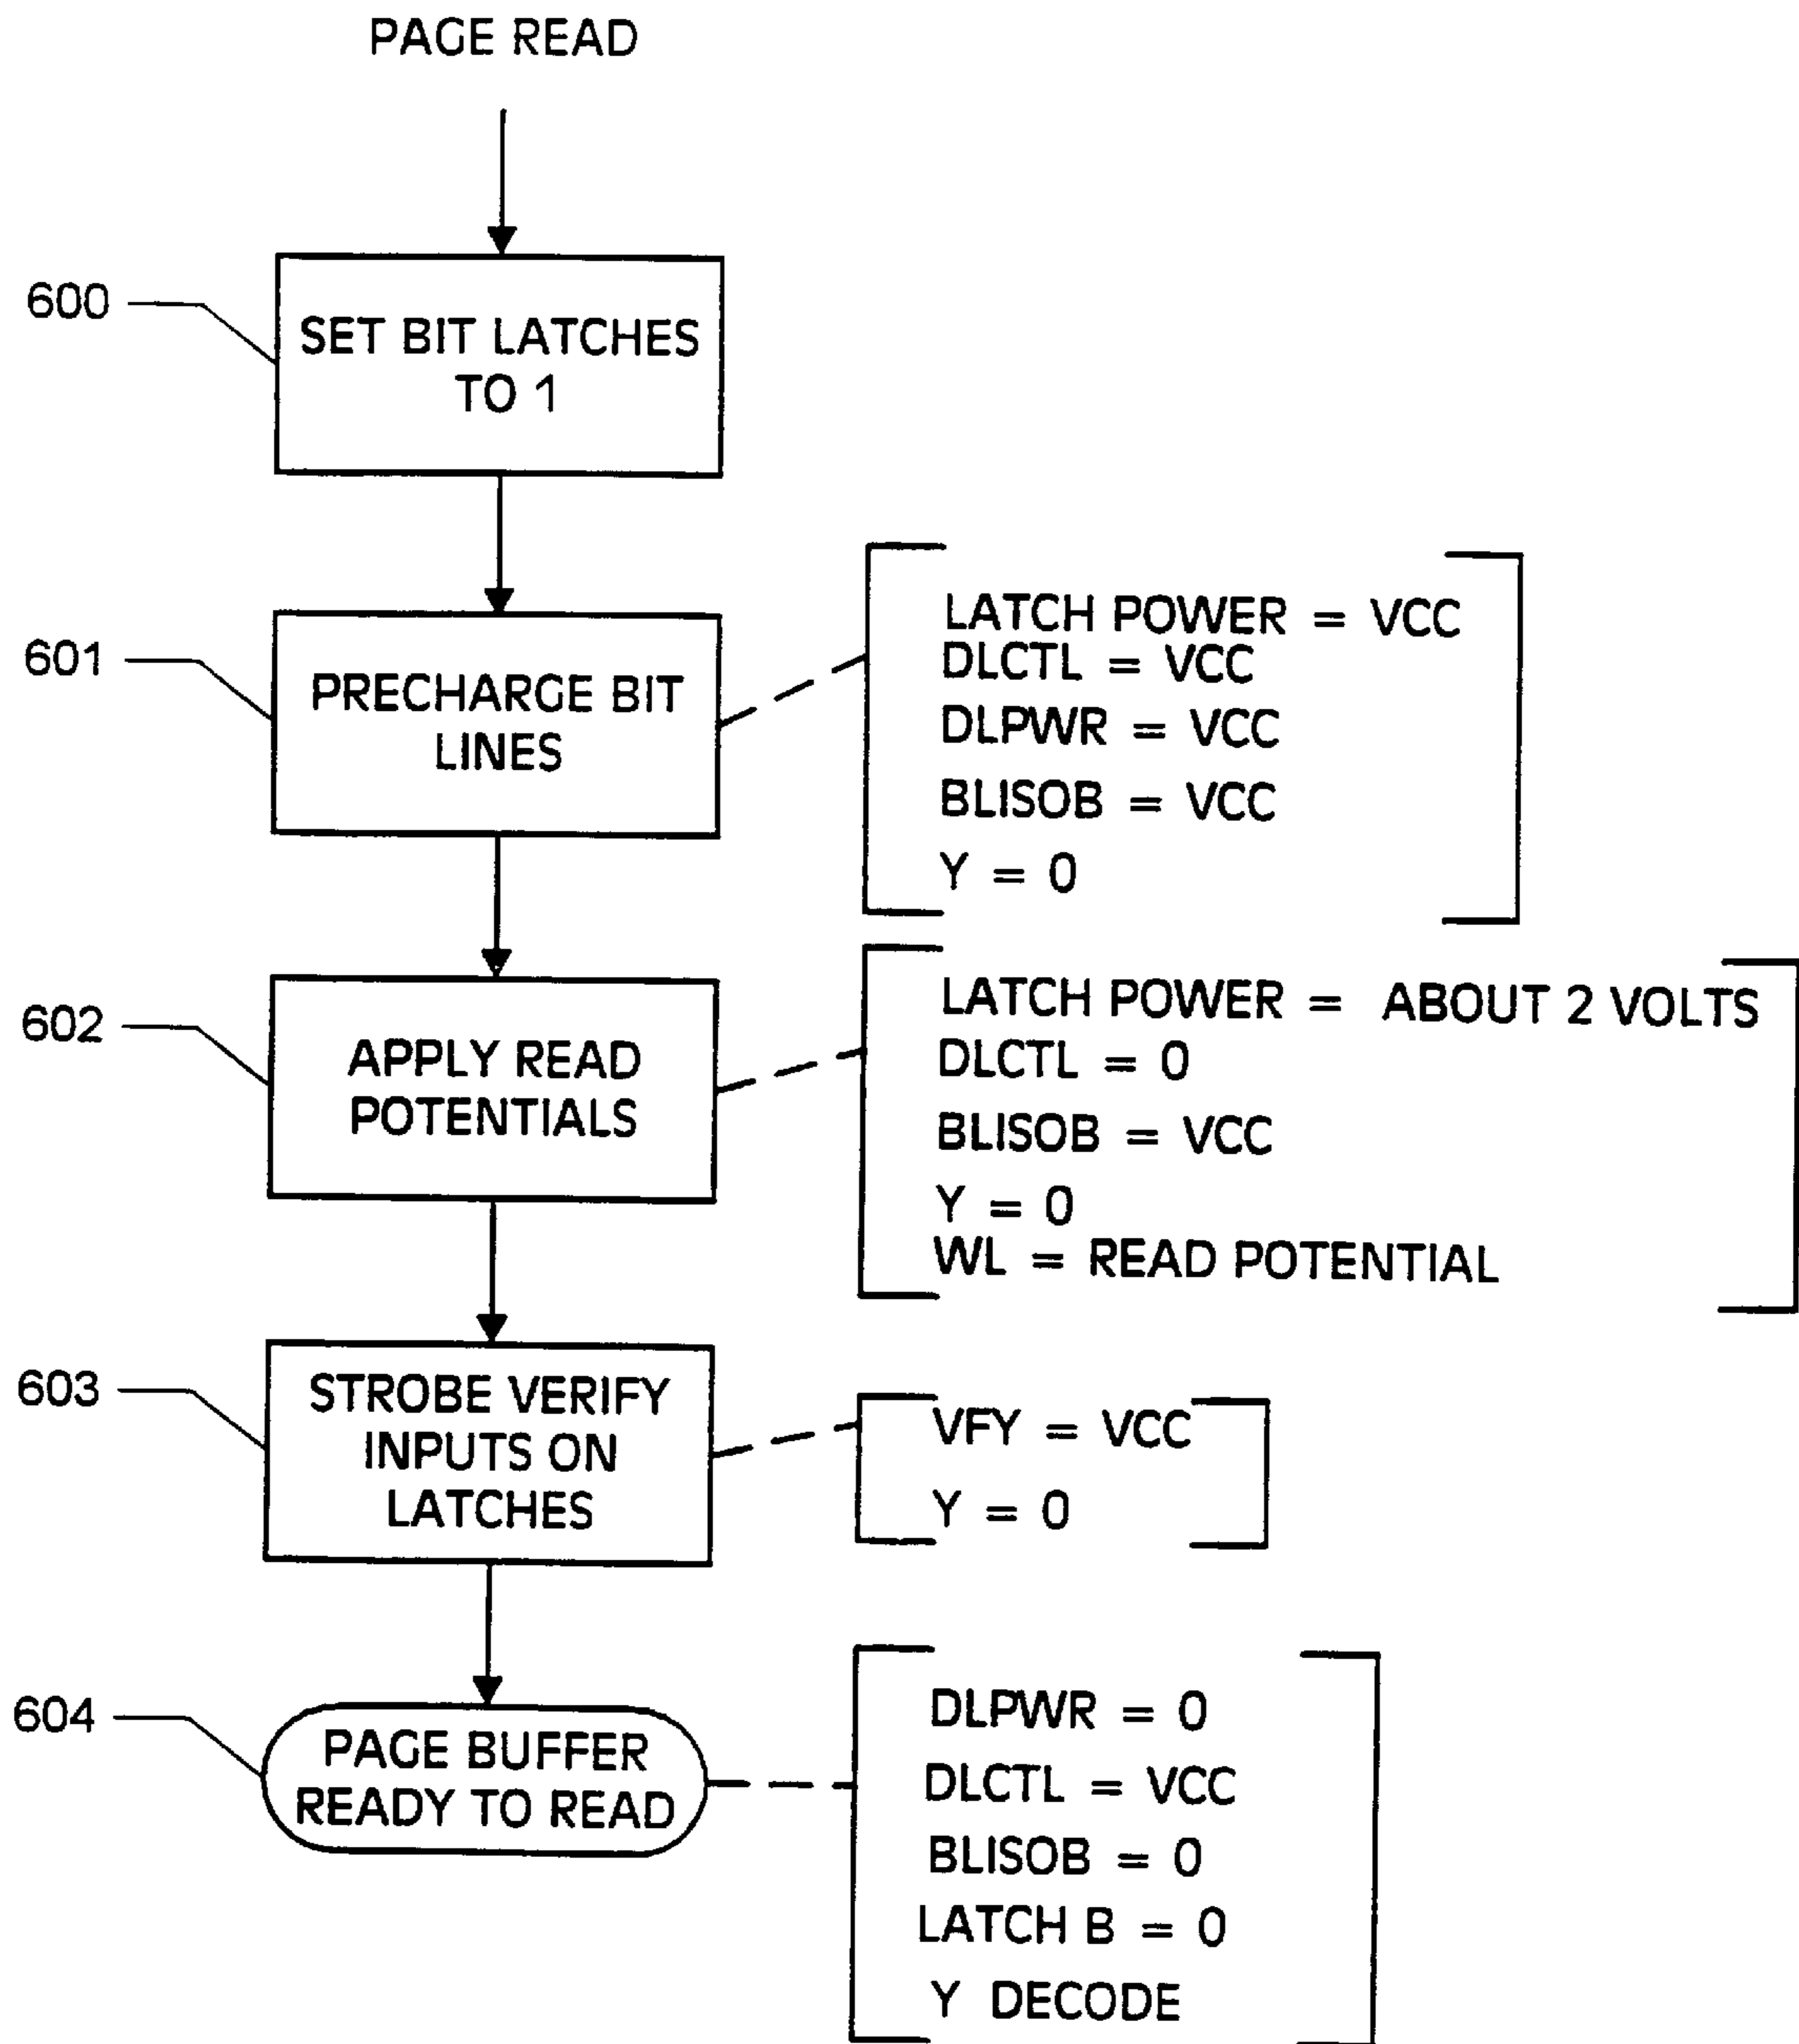 PAGE READ
600
SET BIT LATCHES
TO 1
601
PRECHARGE BIT
LINES
LATCH POWER = VCC
DLCTL = VCC
DLPWR = VCC
BLISOB = VCC
Y = 0
602
APPLY READ
POTENTIALS
LATCH POWER = ABOUT 2 VOLTS
DLCTL = 0
BLISOB = VCC
Y = 0
WL = READ POTENTIAL
603
STROBE VERIFY
INPUTS ON
LATCHES
VFY = VCC
Y = 0
604
PAGE BUFFER
READY TO READ
DLPWR = 0
DLCTL = VCC
BLISOB = 0
LATCH B = 0
Y DECODE